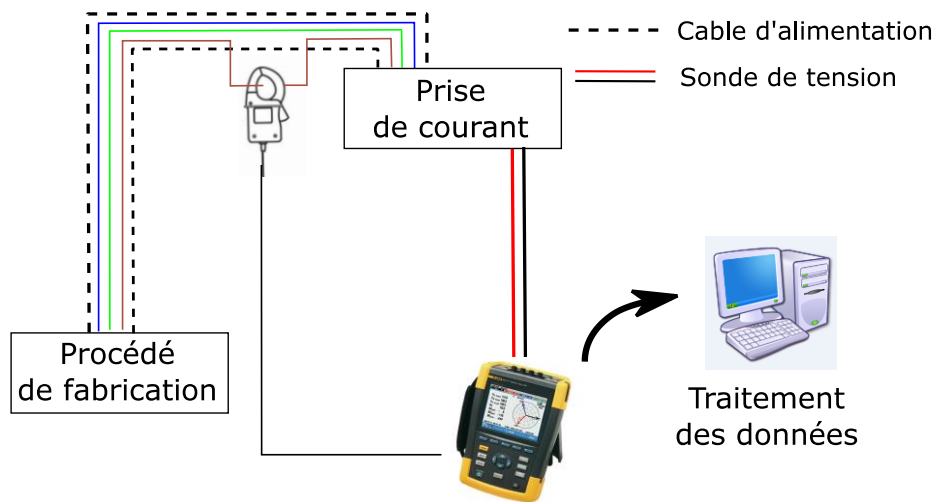 Cable d'alimentation
Sonde de tension
Prise
de courant
Procédé
de fabrication
Traitement
des données